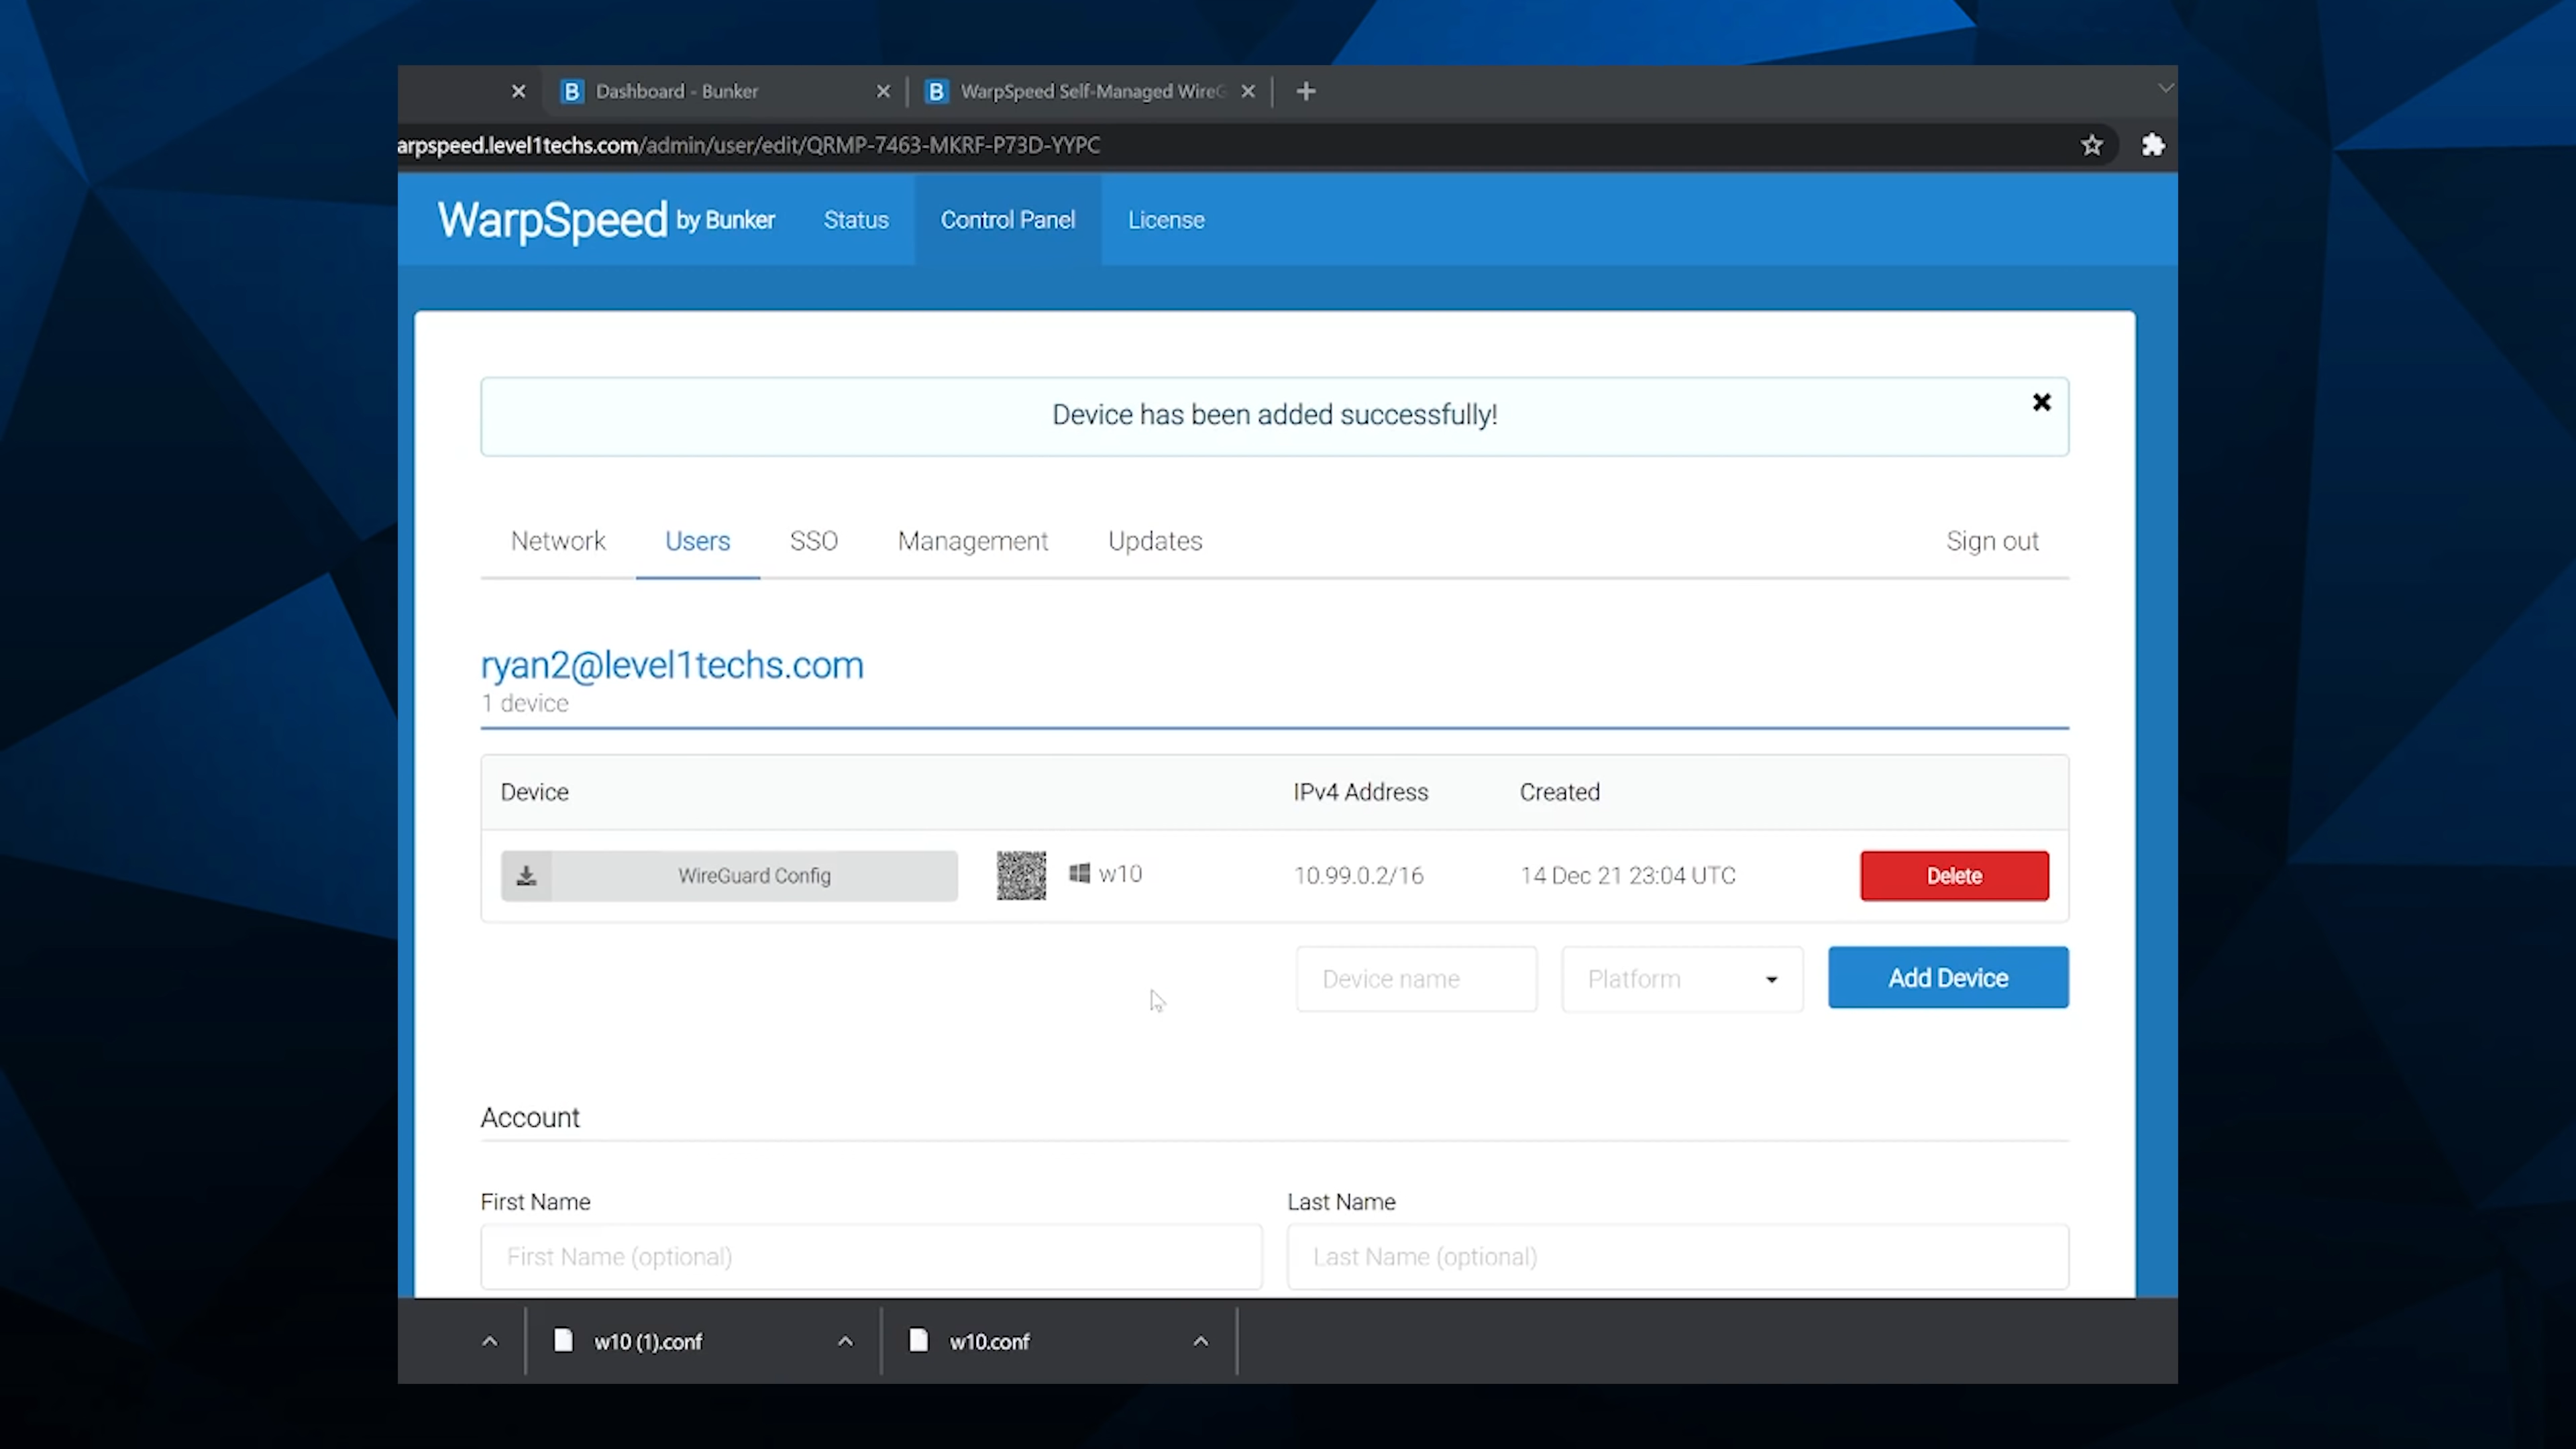 Dashboard - Bunker
WarpSpeed Self-Managed WireG
arpspeed.level1techs.com/admin/user/edit/QRMP-7463-MKRF-P73D-YYPC
WarpSpeed by Bunker Status Control Panel License
Device has been added successfully!
Network Users SSO Management Updates Sign out
ryan2@level1techs.com
1 device
Device IPv4 Address Created
WireGuard Config w10 10.99.0.2/16 14 Dec 21 23:04 UTC Delete
Device name Platform Add Device
Account
First Name Last Name
First Name (optional) Last Name (optional)
w10 (1).conf w10.conf